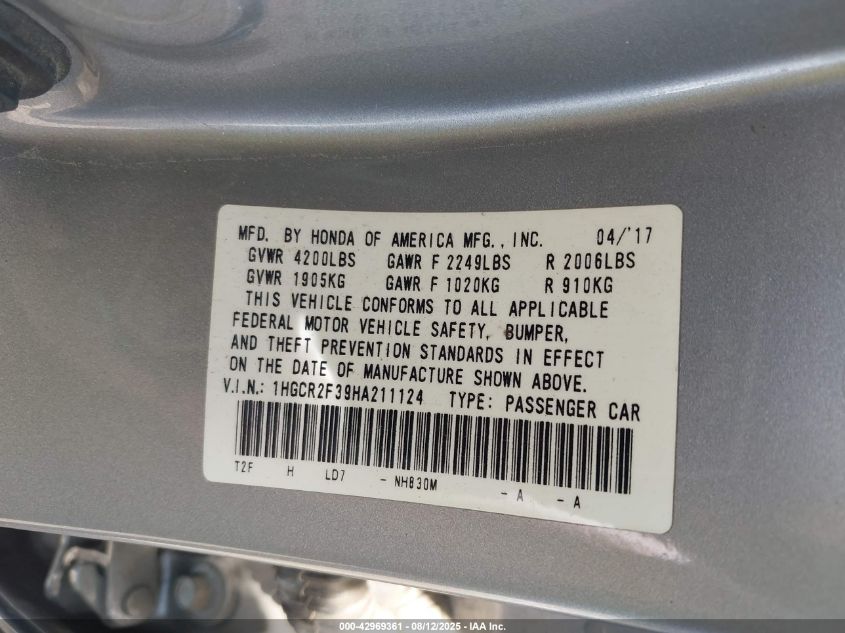 MFD. BY HONDA OF AMERICA MFG., INC. 04/'17
GVWR 4200LBS GAWR F 2249LBS R 2006LBS
GVWR 1905KG GAWR F 1020KG R 910KG
THIS VEHICLE CONFORMS TO ALL APPLICABLE
FEDERAL MOTOR VEHICLE SAFETY, BUMPER,
AND THEFT PREVENTION STANDARDS IN EFFECT
ON THE DATE OF MANUFACTURE SHOWN ABOVE.
V.I.N.: 1HGCR2F39HA211124 TYPE: PASSENGER CAR
T2F H LD7 - NH830M - A - A
000-42969361 - 08/12/2025 - IAA Inc.